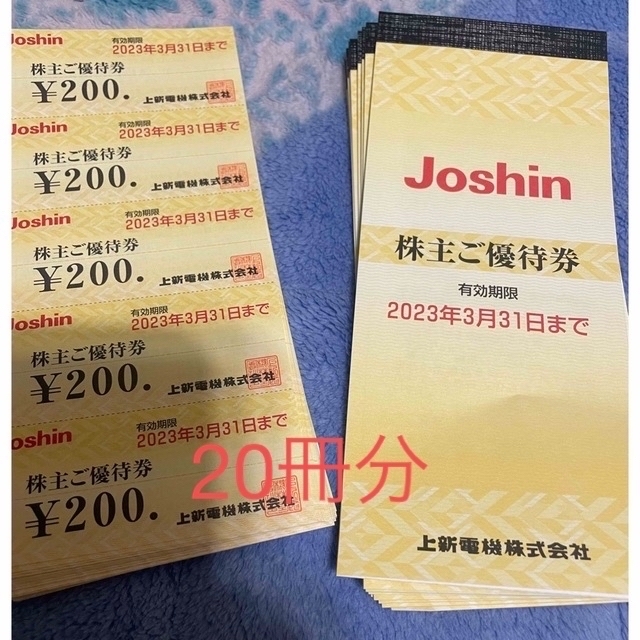 Joshin
有効期限
2023年3月31日まで
株主ご優待券
¥200.
上新電機株式会社
Joshin
有効期限
2023年3月31日まで
株主ご優待券
¥200.
上新電機株式会社
Joshin
有効期限
2023年3月31日まで
株主ご優待券
¥200.
上新電機株式会社
Joshin
有効期限
2023年3月31日まで
株主ご優待券
¥200.
上新電機株式会社
Joshin
有効期限
2023年3月31日まで
株主ご優待券
¥200.
上新電機株式会社
Joshin
株主ご優待券
有効期限
2023年3月31日まで
上新電機株式会社
20冊分